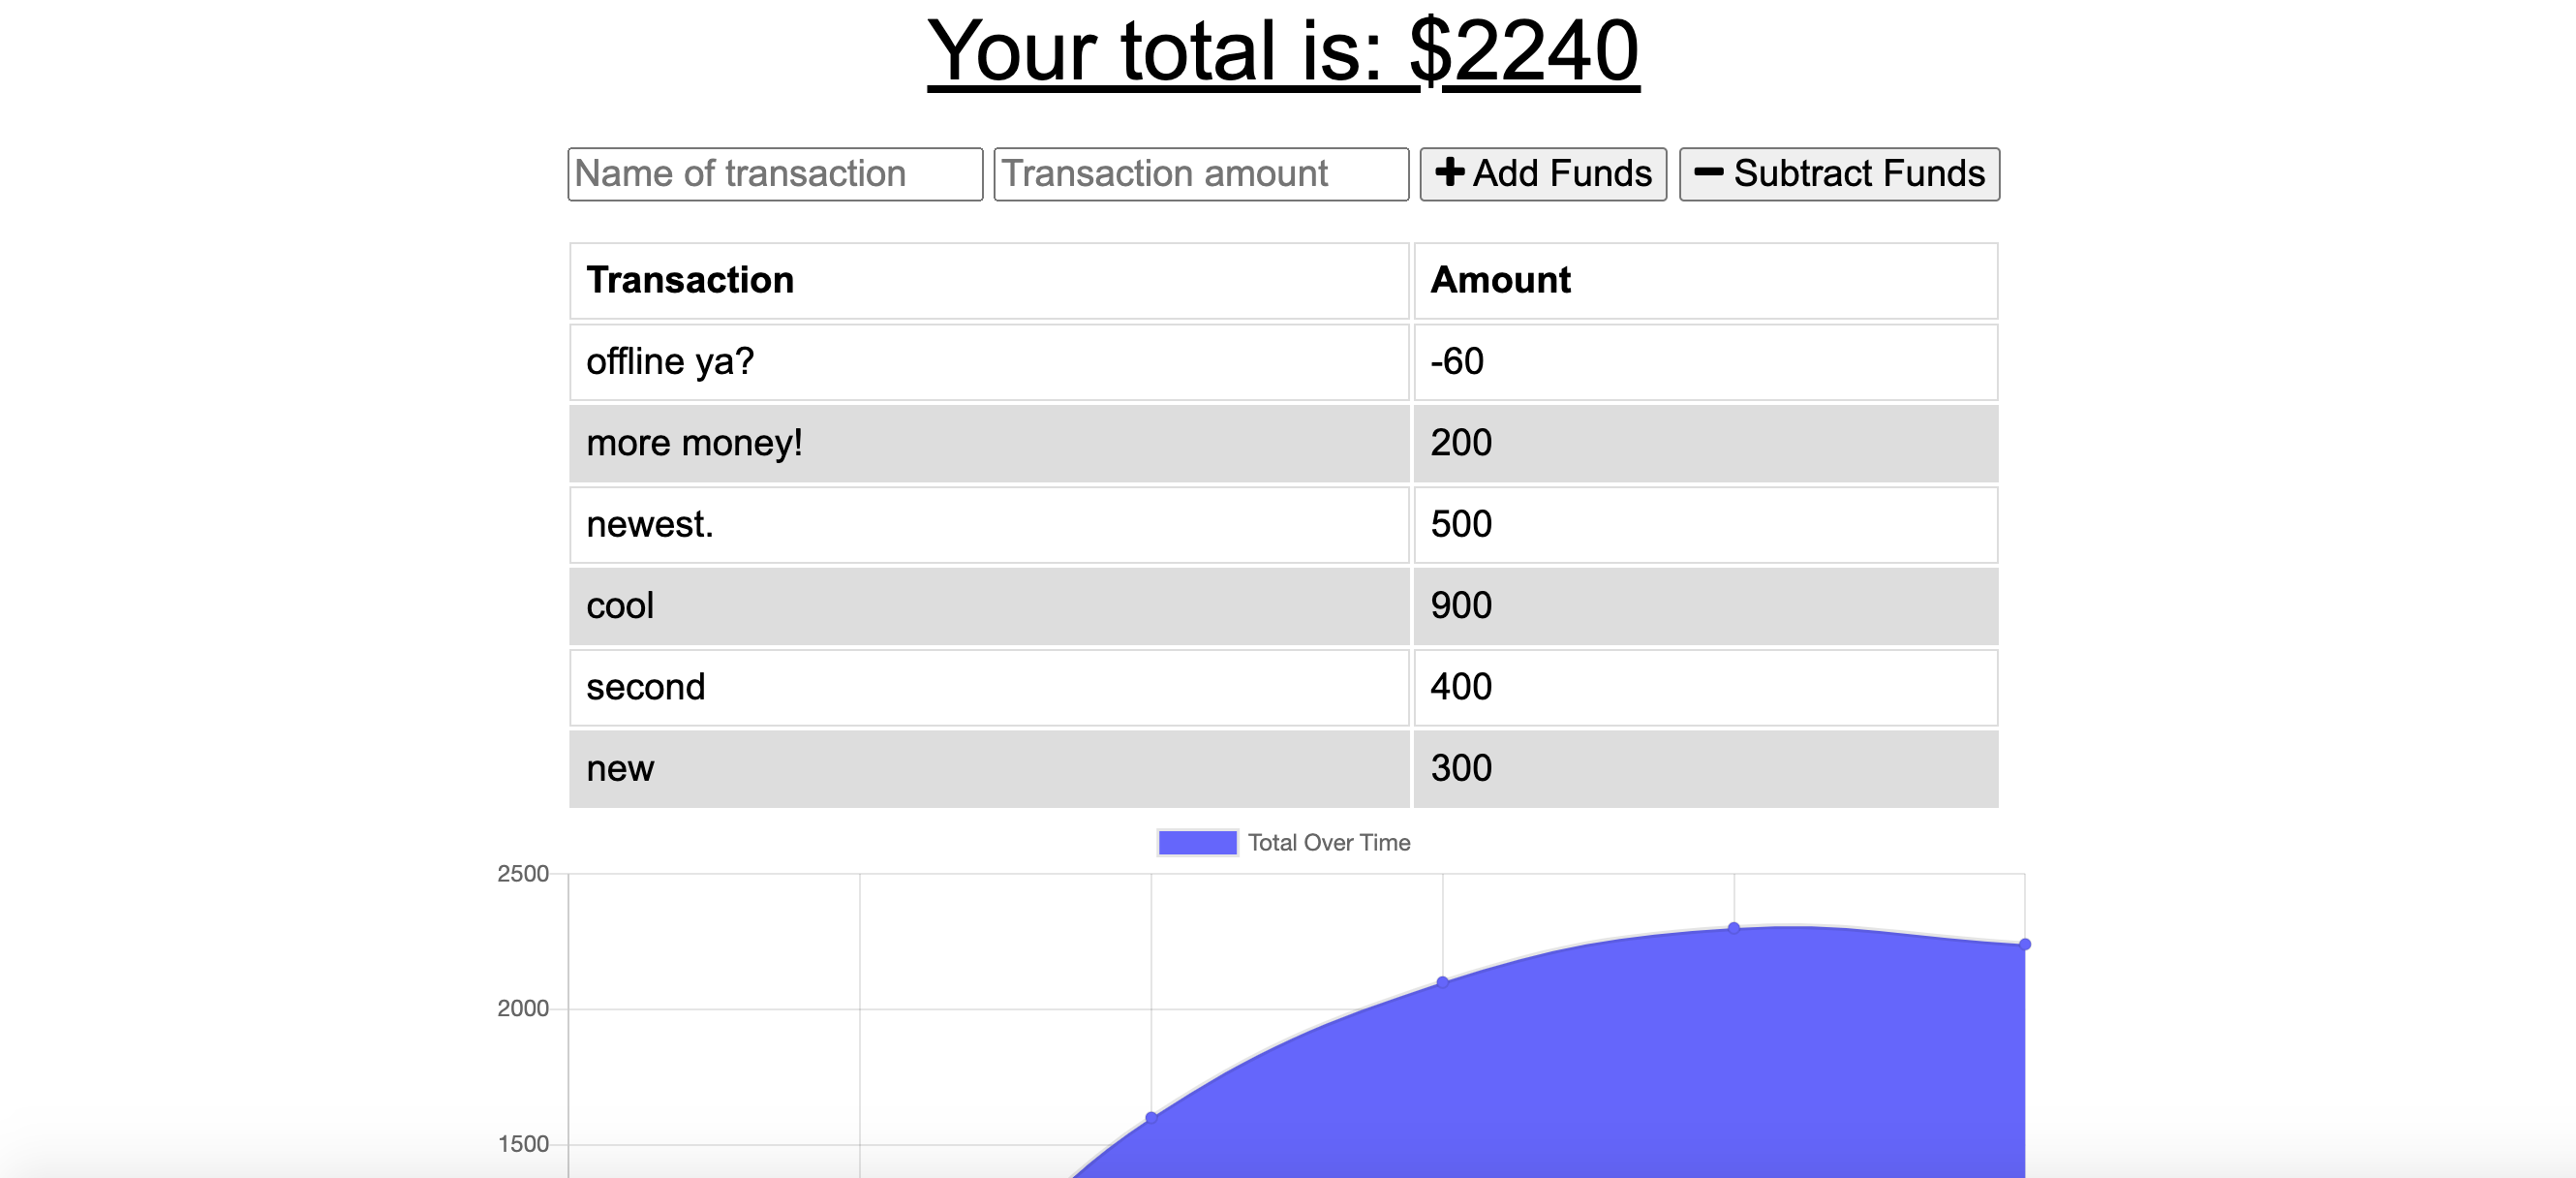 Your total is: $2240
Name of transaction Transaction amount Add Funds Subtract Funds
Transaction Amount
offline ya? -60
more money! 200
newest. 500
cool 900
second 400
new 300
Total Over Time
2500
2000
1500